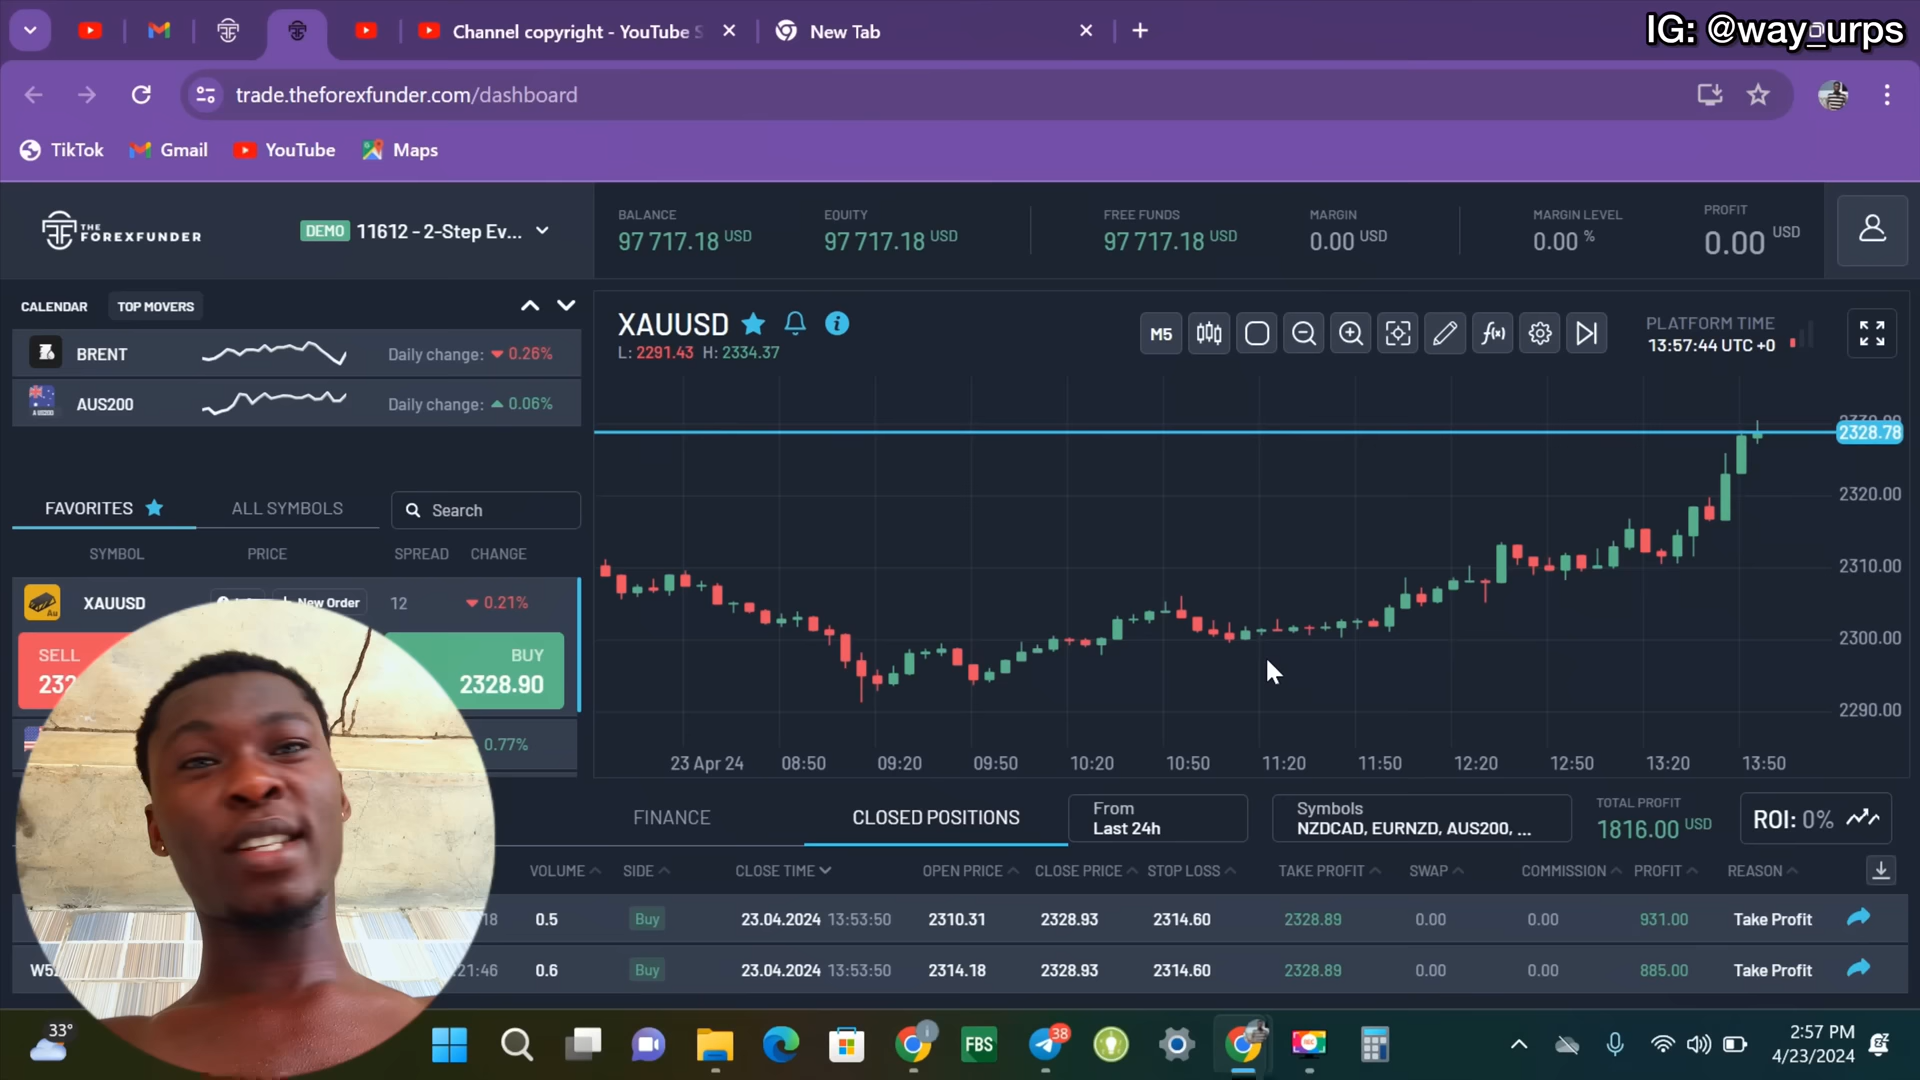 Channel copyright - YouTube S
New Tab
IG: @way_urps
trade.theforexfunder.com/dashboard
TikTok
Gmail
YouTube
Maps
THE
FOREXFUNDER
DEMO 11612 - 2-Step Ev...
BALANCE
97 717.18 USD
EQUITY
97 717.18 USD
FREE FUNDS
97 717.18 USD
MARGIN
0.00 USD
MARGIN LEVEL
0.00 %
PROFIT
0.00 USD
CALENDAR
TOP MOVERS
BRENT
Daily change: 0.26%
AUS200
Daily change: 0.06%
XAUUSD
L: 2291.43 H: 2334.37
M5
f(x)
PLATFORM TIME
13:57:44 UTC +0
FAVORITES
ALL SYMBOLS
Search
SYMBOL PRICE SPREAD CHANGE
XAUUSD
New Order
12
0.21%
SELL
232
BUY
2328.90
0.77%
2328.78
2320.00
2310.00
2300.00
2290.00
23 Apr 24 08:50 09:20 09:50 10:20 10:50 11:20 11:50 12:20 12:50 13:20 13:50
FINANCE
CLOSED POSITIONS
From
Last 24h
Symbols
NZDCAD, EURNZD, AUS200, ...
TOTAL PROFIT
1816.00 USD
ROI: 0%
VOLUME SIDE CLOSE TIME OPEN PRICE CLOSE PRICE STOP LOSS TAKE PROFIT SWAP COMMISSION PROFIT REASON
18 0.5 Buy 23.04.2024 13:53:50 2310.31 2328.93 2314.60 2328.89 0.00 0.00 931.00 Take Profit
W5 21:46 0.6 Buy 23.04.2024 13:53:50 2314.18 2328.93 2314.60 2328.89 0.00 0.00 885.00 Take Profit
33°
FBS
38
REC
2:57 PM
4/23/2024